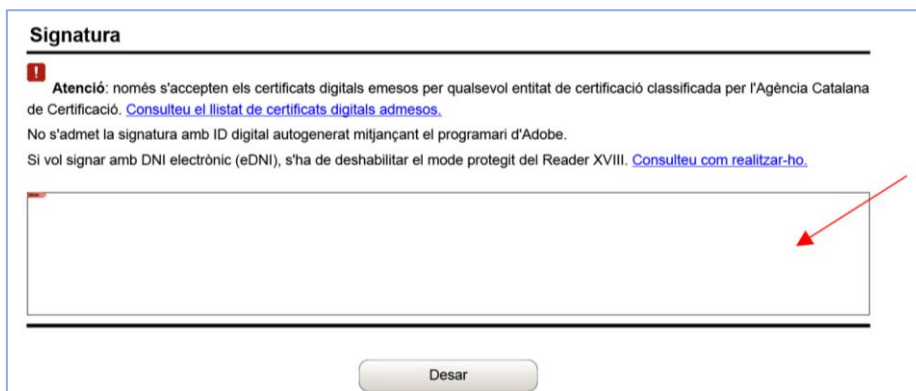 Signatura
Atenció: només s'accepten els certificats digitals emesos per qualsevol entitat de certificació classificada per l'Agència Catalana
de Certificació. Consulteu el llistat de certificats digitals admesos.
No s'admet la signatura amb ID digital autogenerat mitjançant el programari d'Adobe.
Si vol signar amb DNI electrònic (eDNI), s'ha de deshabilitar el mode protegit del Reader XVIII. Consulteu com realitzar-ho.
Desar